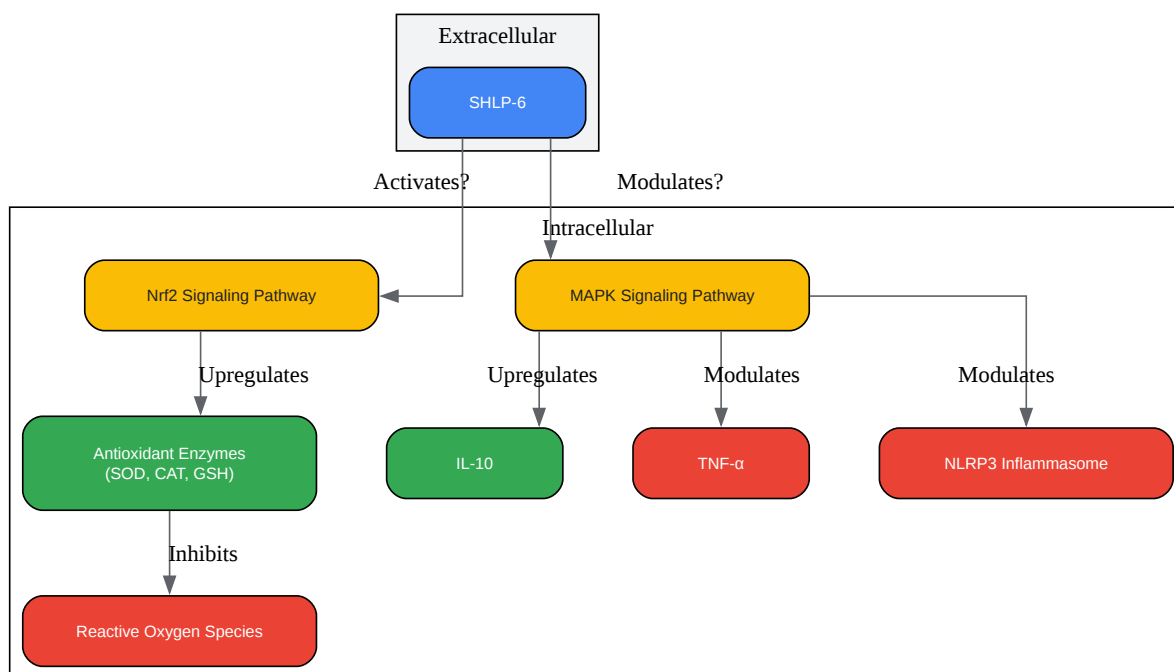 Extracellular
SHLP-6
Activates?
Modulates?
Intracellular
Nrf2 Signaling Pathway
MAPK Signaling Pathway
Upregulates
Upregulates
Modulates
Modulates
Antioxidant Enzymes
(SOD, CAT, GSH)
IL-10
TNF-α
NLRP3 Inflammasome
Inhibits
Reactive Oxygen Species